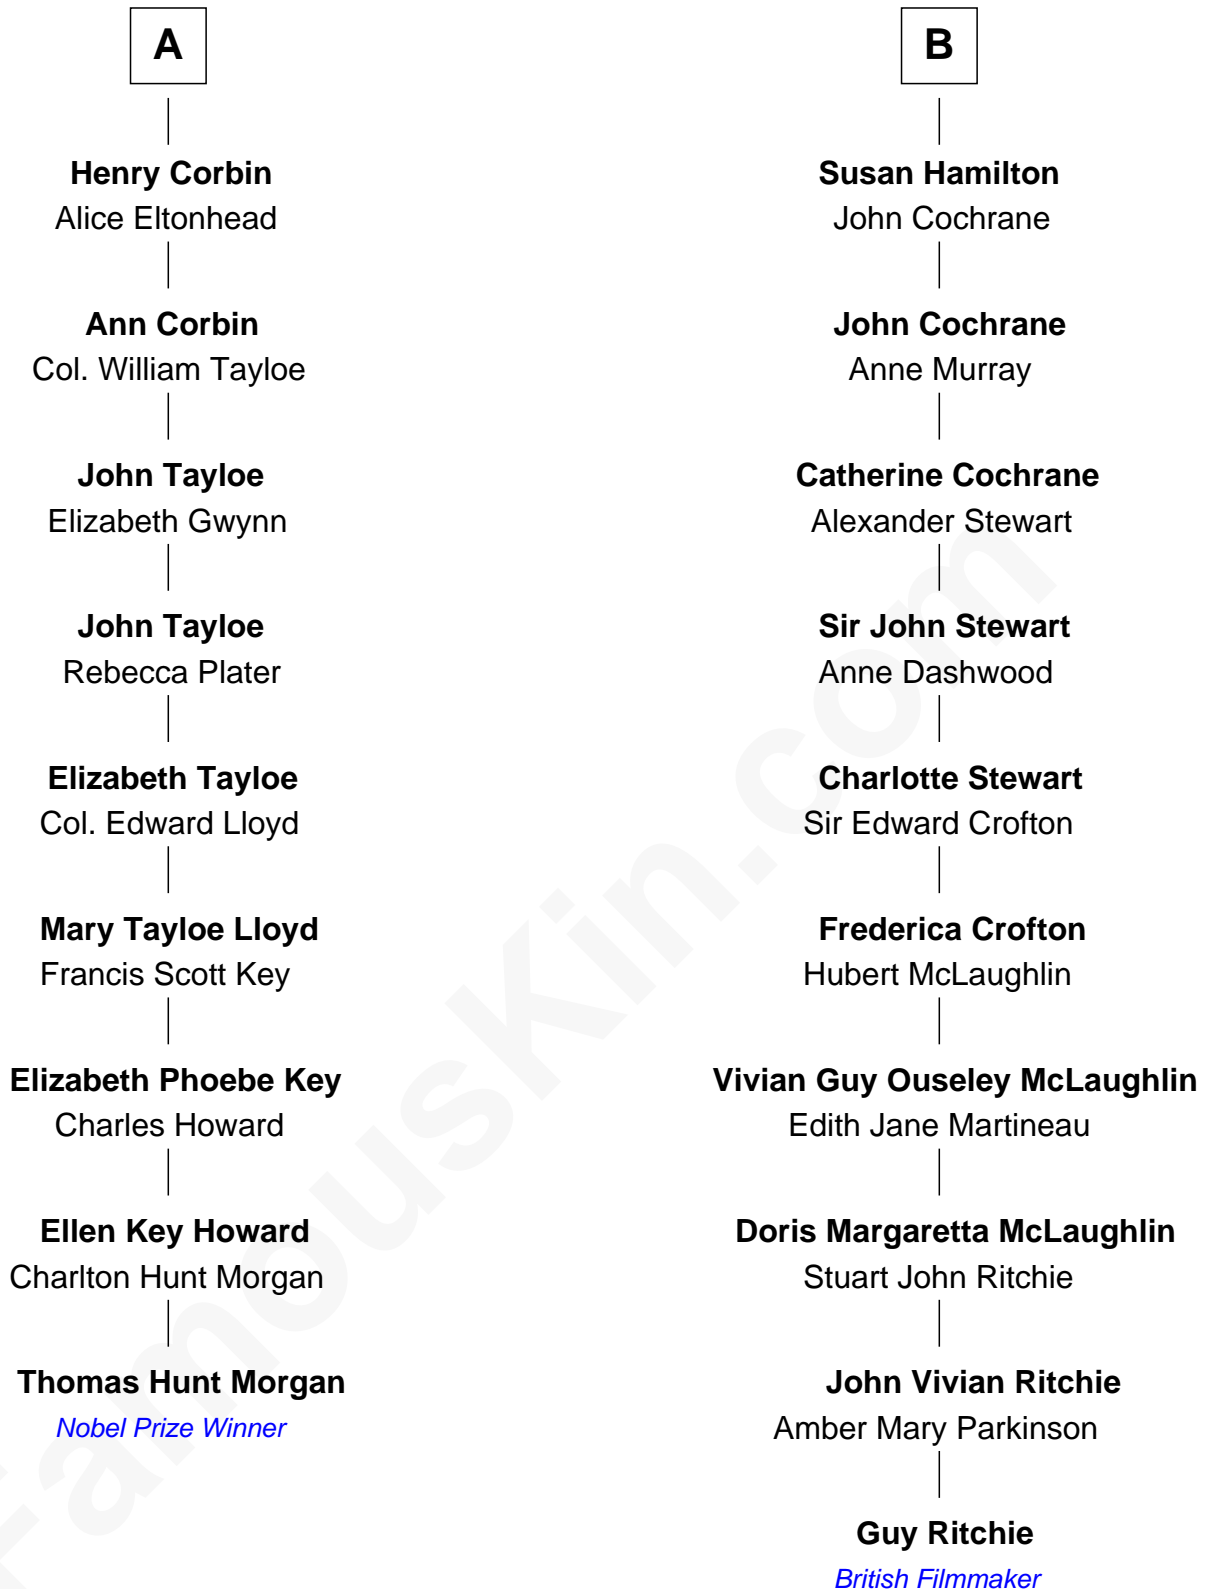 A
Henry Corbin
Alice Eltonhead
Ann Corbin
Col. William Tayloe
John Tayloe
Elizabeth Gwynn
John Tayloe
Rebecca Plater
Elizabeth Tayloe
Col. Edward Lloyd
Mary Tayloe Lloyd
Francis Scott Key
Elizabeth Phoebe Key
Charles Howard
Ellen Key Howard
Charlton Hunt Morgan
Thomas Hunt Morgan
Nobel Prize Winner
B
Susan Hamilton
John Cochrane
John Cochrane
Anne Murray
Catherine Cochrane
Alexander Stewart
Sir John Stewart
Anne Dashwood
Charlotte Stewart
Sir Edward Crofton
Frederica Crofton
Hubert McLaughlin
Vivian Guy Ouseley McLaughlin
Edith Jane Martineau
Doris Margaretta McLaughlin
Stuart John Ritchie
John Vivian Ritchie
Amber Mary Parkinson
Guy Ritchie
British Filmmaker
FamousKin.com